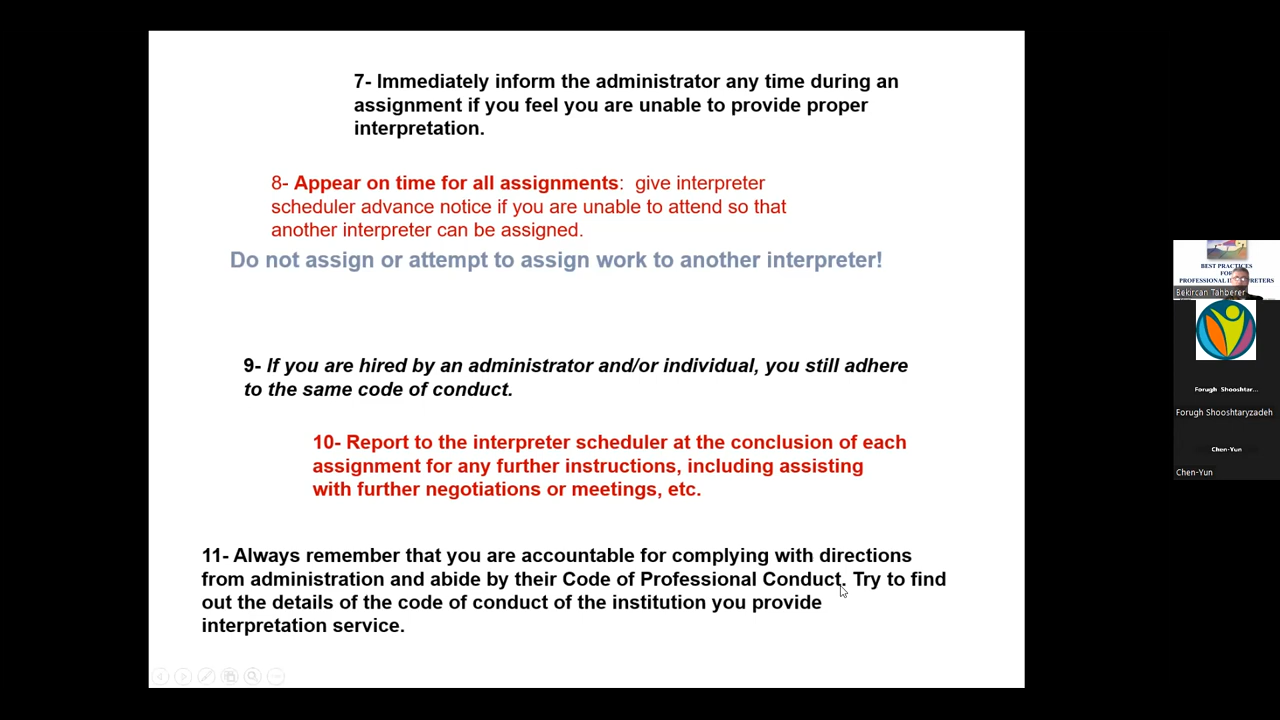 7- Immediately inform the administrator any time during an
assignment if you feel you are unable to provide proper
interpretation.
8- Appear on time for all assignments:  give interpreter
scheduler advance notice if you are unable to attend so that
another interpreter can be assigned.
Do not assign or attempt to assign work to another interpreter!
9- If you are hired by an administrator and/or individual, you still adhere
to the same code of conduct.
10- Report to the interpreter scheduler at the conclusion of each
assignment for any further instructions, including assisting
with further negotiations or meetings, etc.
11- Always remember that you are accountable for complying with directions
from administration and abide by their Code of Professional Conduct. Try to find
out the details of the code of conduct of the institution you provide
interpretation service.
BEST PRACTICES
FOR
PROFESSIONAL
Bekircan Tahberer
Forugh Shooshtar...
Forugh Shooshtaryzadeh
Chen-Yun
Chen-Yun